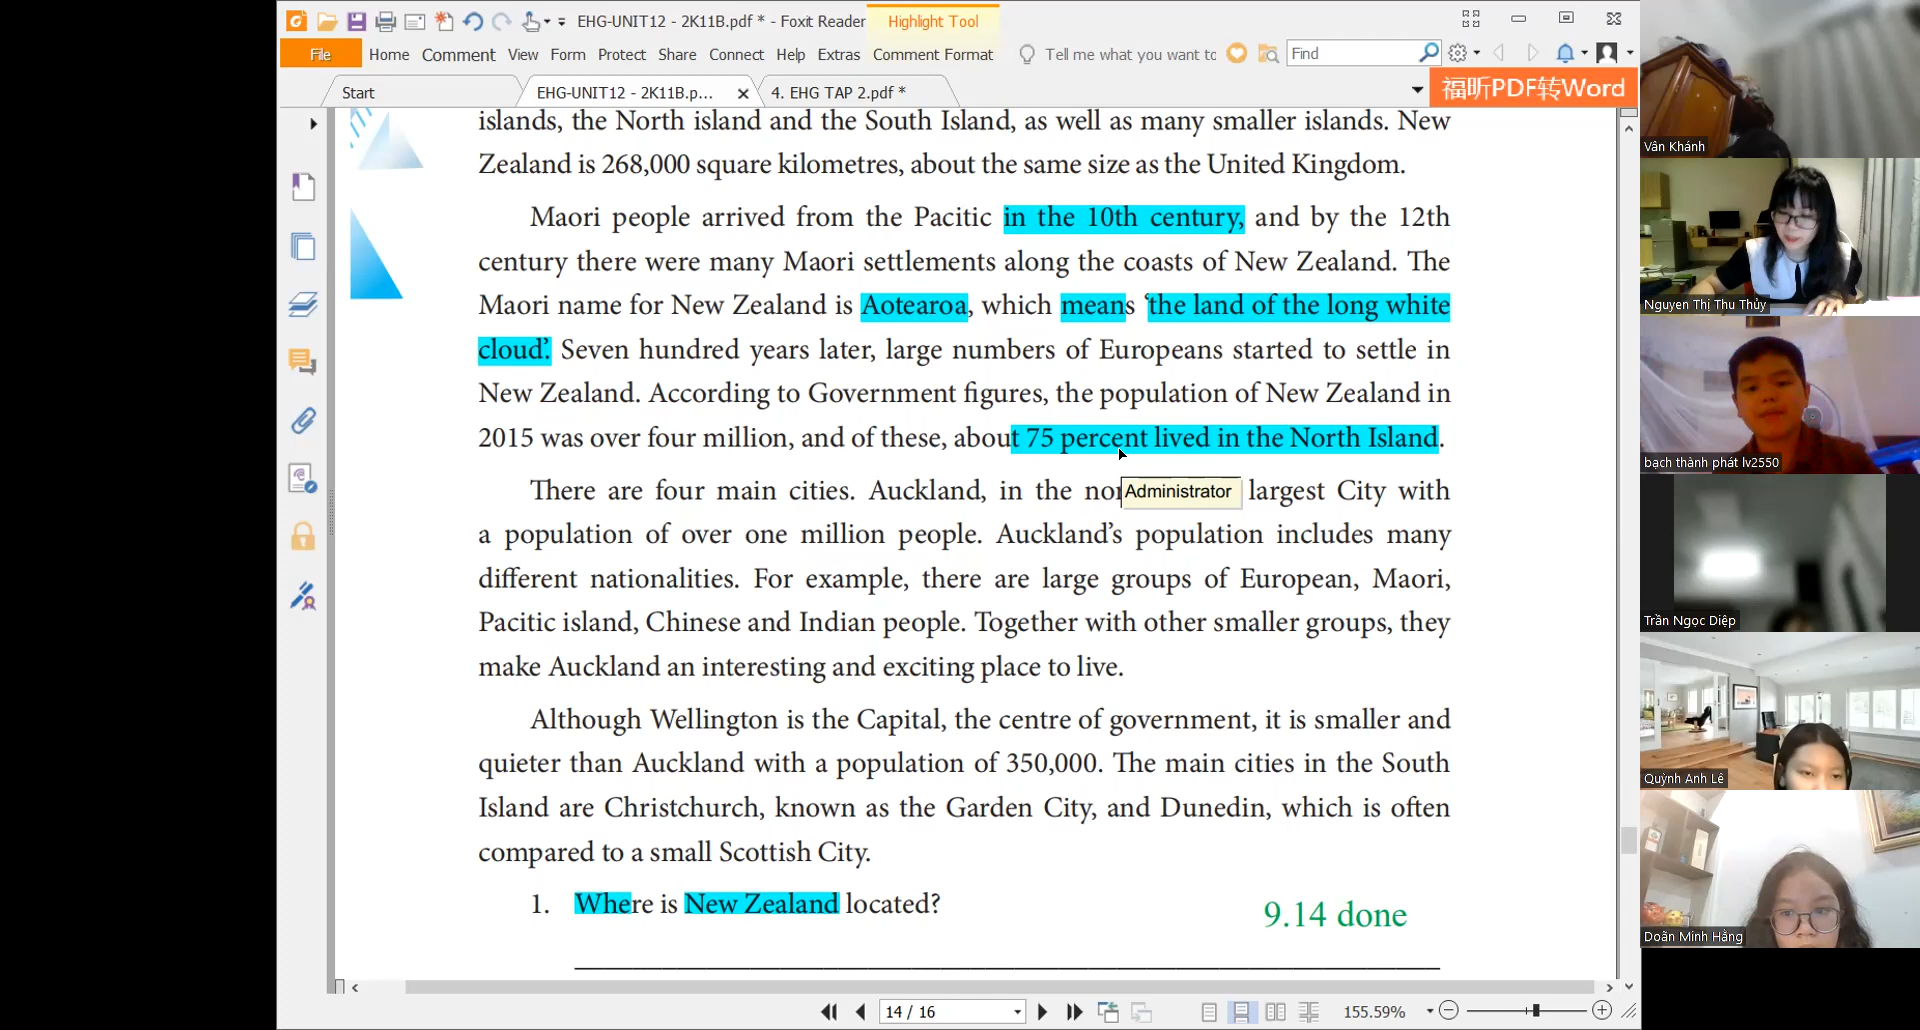 EHG-UNIT12 - 2K11B.pdf * - Foxit Reader
Highlight Tool
File Home Comment View Form Protect Share Connect Help Extras Comment Format Tell me what you want to Find
Start EHG-UNIT12 - 2K11B.p... 4. EHG TAP 2.pdf *
福昕PDF转Word
islands, the North island and the South Island, as well as many smaller islands. New
Zealand is 268,000 square kilometres, about the same size as the United Kingdom.
Maori people arrived from the Pacitic in the 10th century, and by the 12th
century there were many Maori settlements along the coasts of New Zealand. The
Maori name for New Zealand is Aotearoa, which means ‘the land of the long white
cloud’. Seven hundred years later, large numbers of Europeans started to settle in
New Zealand. According to Government figures, the population of New Zealand in
2015 was over four million, and of these, about 75 percent lived in the North Island.
There are four main cities. Auckland, in the nor Administrator largest City with
a population of over one million people. Auckland’s population includes many
different nationalities. For example, there are large groups of European, Maori,
Pacitic island, Chinese and Indian people. Together with other smaller groups, they
make Auckland an interesting and exciting place to live.
Although Wellington is the Capital, the centre of government, it is smaller and
quieter than Auckland with a population of 350,000. The main cities in the South
Island are Christchurch, known as the Garden City, and Dunedin, which is often
compared to a small Scottish City.
1. Where is New Zealand located?
9.14 done
14 / 16
155.59%
Vân Khánh
Nguyen Thị Thu Thủy
bạch thành phát lv2550
Trần Ngọc Diệp
Quỳnh Anh Lê
Doãn Minh Hằng